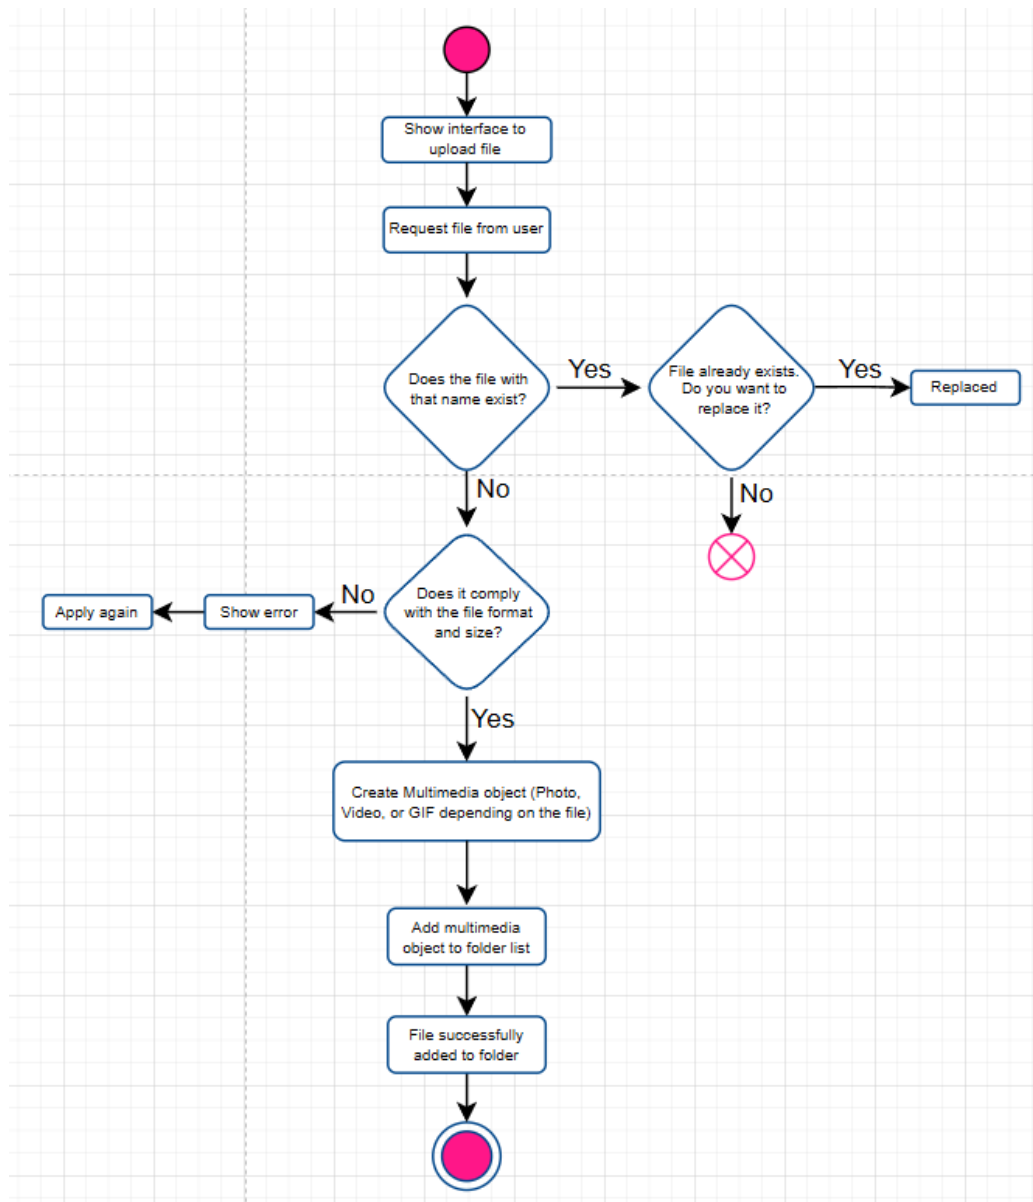 Show interface to
upload file
Request file from user
Does the file with
that name exist?
Yes
File already exists.
Do you want to
replace it?
Yes
Replaced
No
No
Does it comply
with the file format
and size?
No
Show error
Apply again
Yes
Create Multimedia object (Photo,
Video, or GIF depending on the file)
Add multimedia
object to folder list
File successfully
added to folder